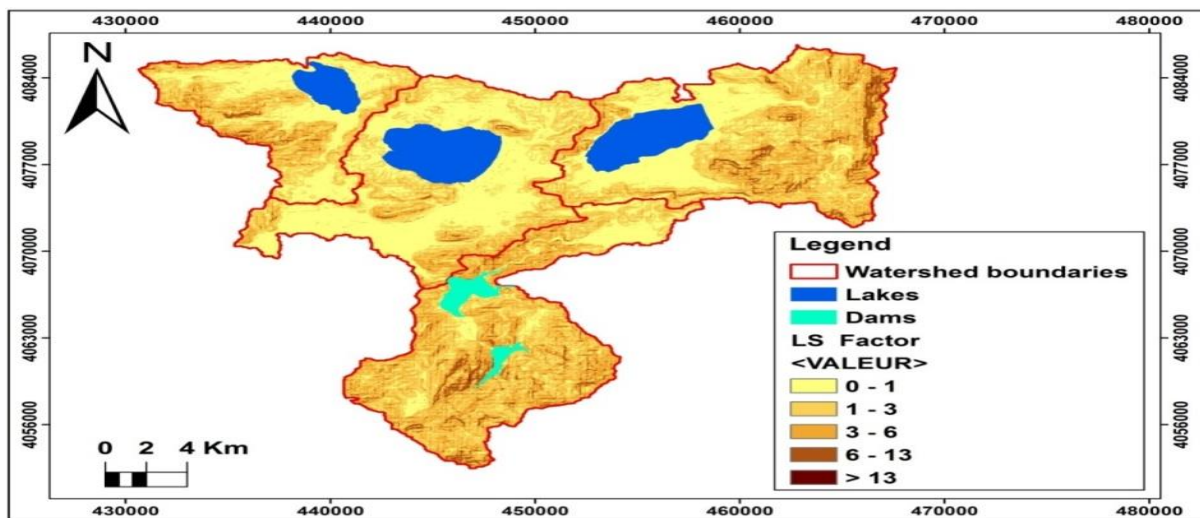 430000 440000 450000 460000 470000 480000
N
4084000 4084000
4077000 4077000
4070000 4070000
Legend
Watershed boundaries
Lakes
Dams
4063000 4063000
LS Factor
<VALEUR>
0 - 1
1 - 3
3 - 6
6 - 13
> 13
4056000 4056000
0 2 4 Km
430000 440000 450000 460000 470000 480000